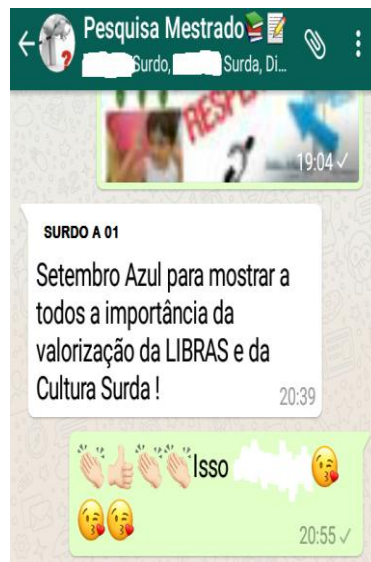 Pesquisa Mestrado📚📝
Surdo, Surda, Di...
RESPE
19:04
SURDO A 01
Setembro Azul para mostrar a
todos a importância da
valorização da LIBRAS e da
Cultura Surda !
20:39
👏🏻👍🏻👏🏻👏🏻Isso 😘
😘😘
20:55